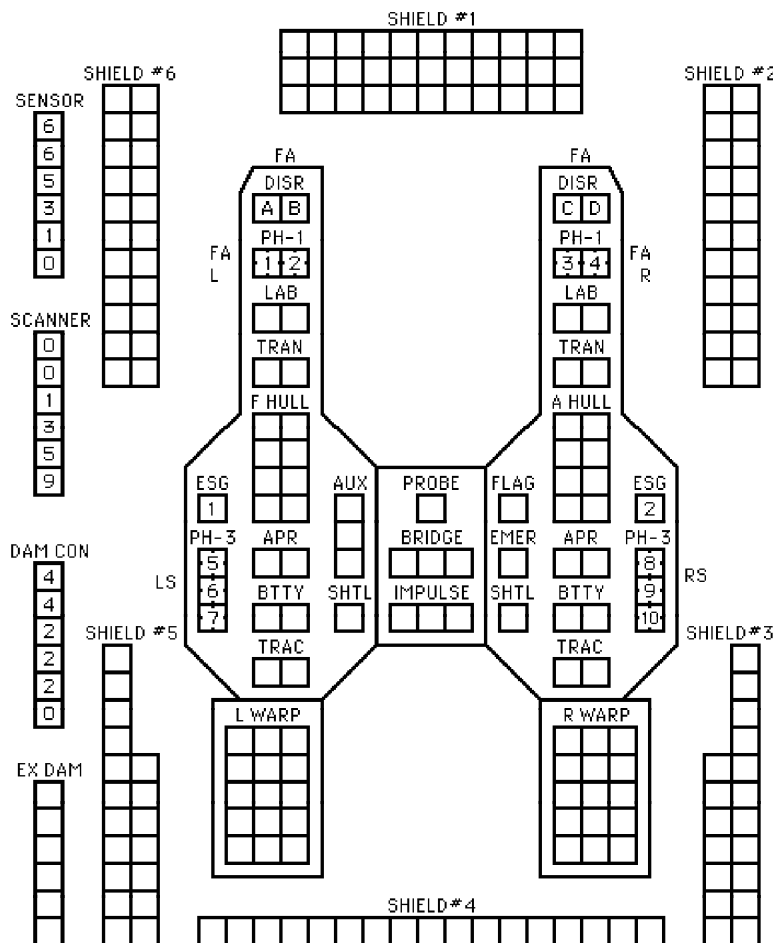 SHIELD #1
SHIELD #6
SHIELD #2
SENSOR
6
6
5
3
1
0
FA
FA
DISR
DISR
A B
C D
PH-1
PH-1
FA
L
1 2
3 4
FA
R
LAB
LAB
SCANNER
0
0
1
3
5
9
TRAN
TRAN
F HULL
A HULL
ESG
AUX
PROBE
FLAG
ESG
1
2
PH-3
APR
BRIDGE
EMER
APR
PH-3
DAM CON
4
4
2
2
2
0
LS
5
6
7
8
9
10
RS
BTTY
SHTL
IMPULSE
SHTL
BTTY
SHIELD #5
SHIELD #3
TRAC
TRAC
L WARP
R WARP
EX DAM
SHIELD #4